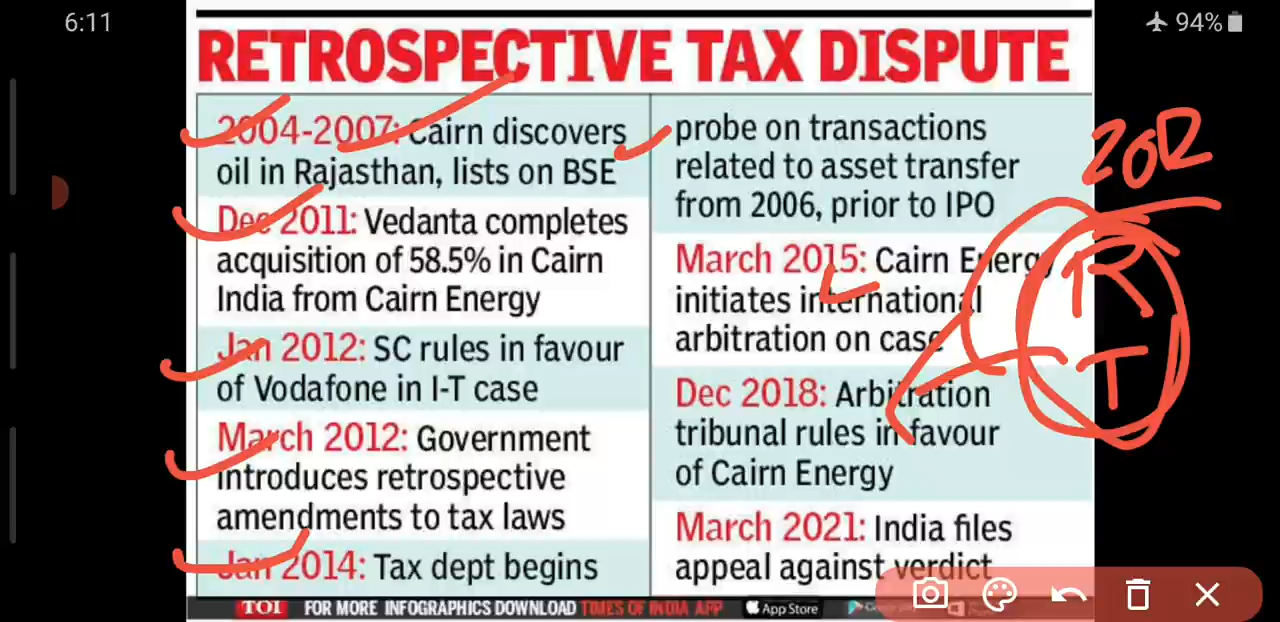 6:11
94%
RETROSPECTIVE TAX DISPUTE
2004-2007: Cairn discovers
oil in Rajasthan, lists on BSE
Dec 2011: Vedanta completes
acquisition of 58.5% in Cairn
India from Cairn Energy
Jan 2012: SC rules in favour
of Vodafone in I-T case
March 2012: Government
introduces retrospective
amendments to tax laws
Jan 2014: Tax dept begins
probe on transactions
related to asset transfer
from 2006, prior to IPO
March 2015: Cairn Energy
initiates international
arbitration on case
Dec 2018: Arbitration
tribunal rules in favour
of Cairn Energy
March 2021: India files
appeal against verdict
R
T
TOI FOR MORE INFOGRAPHICS DOWNLOAD TIMES OF INDIA APP App Store